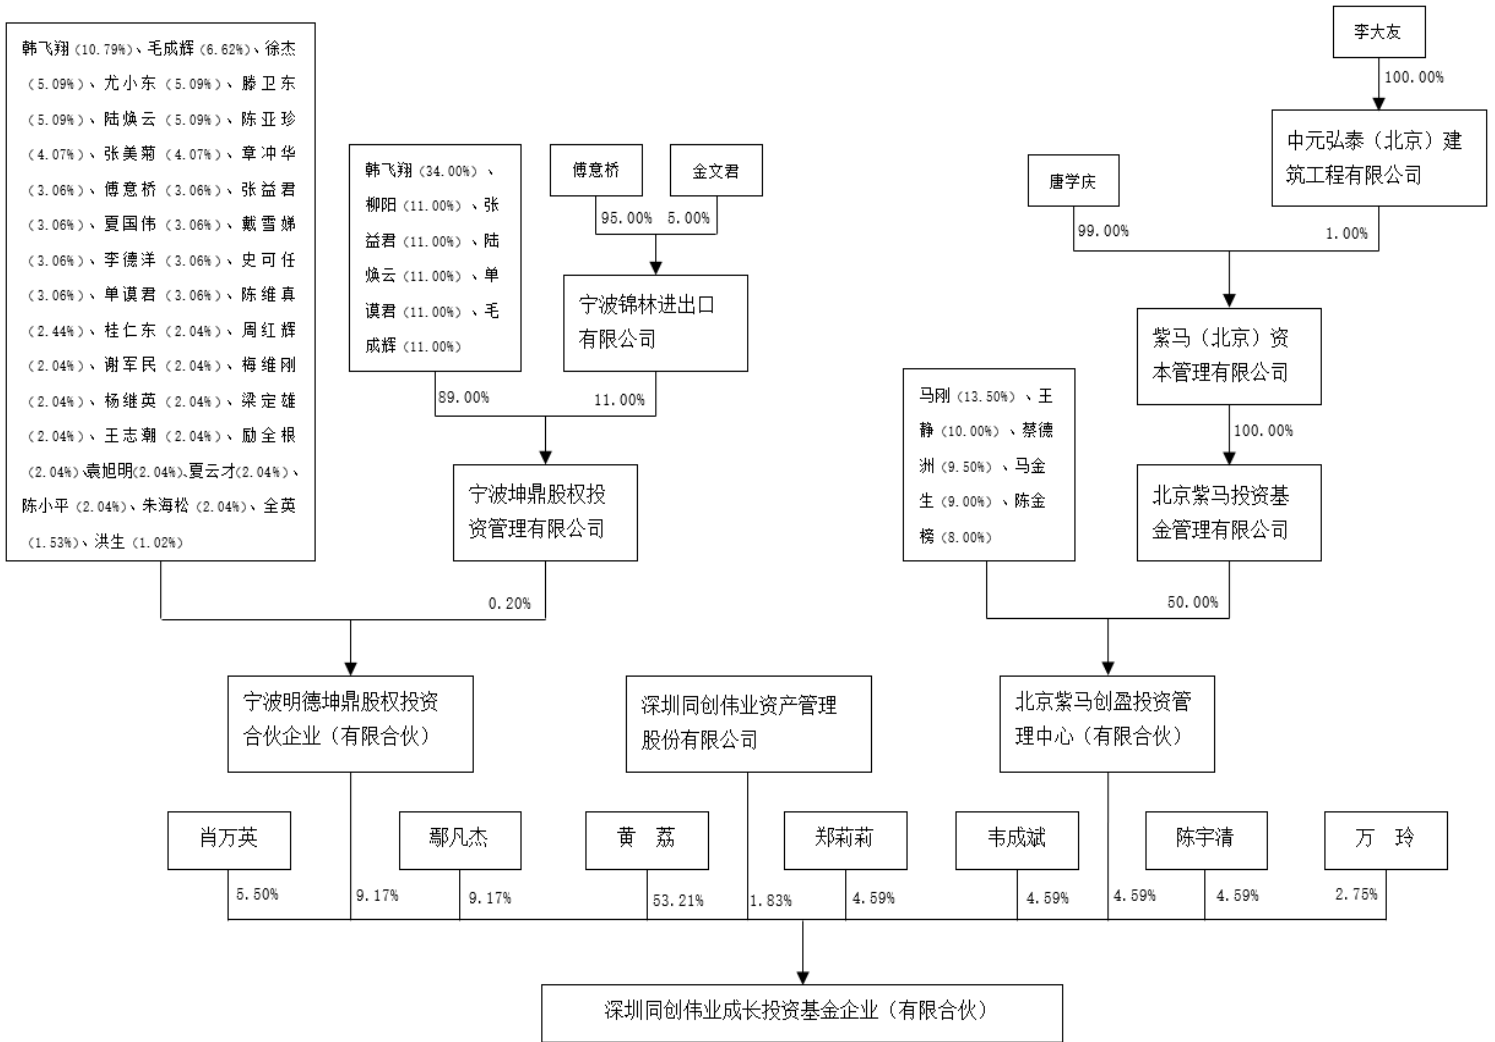 韩飞翔（10.79%）、毛成辉（6.62%）、徐杰
（5.09%）、尤小东（5.09%）、滕卫东
（5.09%）、陆焕云（5.09%）、陈亚珍
（4.07%）、张美菊（4.07%）、章冲华
（3.06%）、傅意桥（3.06%）、张益君
（3.06%）、夏国伟（3.06%）、戴雪娣
（3.06%）、李德洋（3.06%）、史可任
（3.06%）、单谟君（3.06%）、陈维真
（2.44%）、桂仁东（2.04%）、周红辉
（2.04%）、谢军民（2.04%）、梅维刚
（2.04%）、杨继英（2.04%）、梁定雄
（2.04%）、王志潮（2.04%）、励全根
（2.04%）、袁旭明（2.04%）、夏云才（2.04%）、
陈小平（2.04%）、朱海松（2.04%）、全英
（1.53%）、洪生（1.02%）
韩飞翔（34.00%）、
柳阳（11.00%）、张
益君（11.00%）、陆
焕云（11.00%）、单
谟君（11.00%）、毛
成辉（11.00%）
傅意桥
金文君
95.00%
5.00%
宁波锦林进出口
有限公司
89.00%
11.00%
宁波坤鼎股权投
资管理有限公司
0.20%
李大友
100.00%
中元弘泰（北京）建
筑工程有限公司
唐学庆
99.00%
1.00%
紫马（北京）资
本管理有限公司
100.00%
马刚（13.50%）、王
静（10.00%）、蔡德
洲（9.50%）、马金
生（9.00%）、陈金
榜（8.00%）
北京紫马投资基
金管理有限公司
50.00%
宁波明德坤鼎股权投资
合伙企业（有限合伙）
深圳同创伟业资产管理
股份有限公司
北京紫马创盈投资管
理中心（有限合伙）
肖万英
鄢凡杰
黄 荔
郑莉莉
韦成斌
陈宇清
万 玲
5.50%
9.17%
9.17%
53.21%
1.83%
4.59%
4.59%
4.59%
4.59%
2.75%
深圳同创伟业成长投资基金企业（有限合伙）